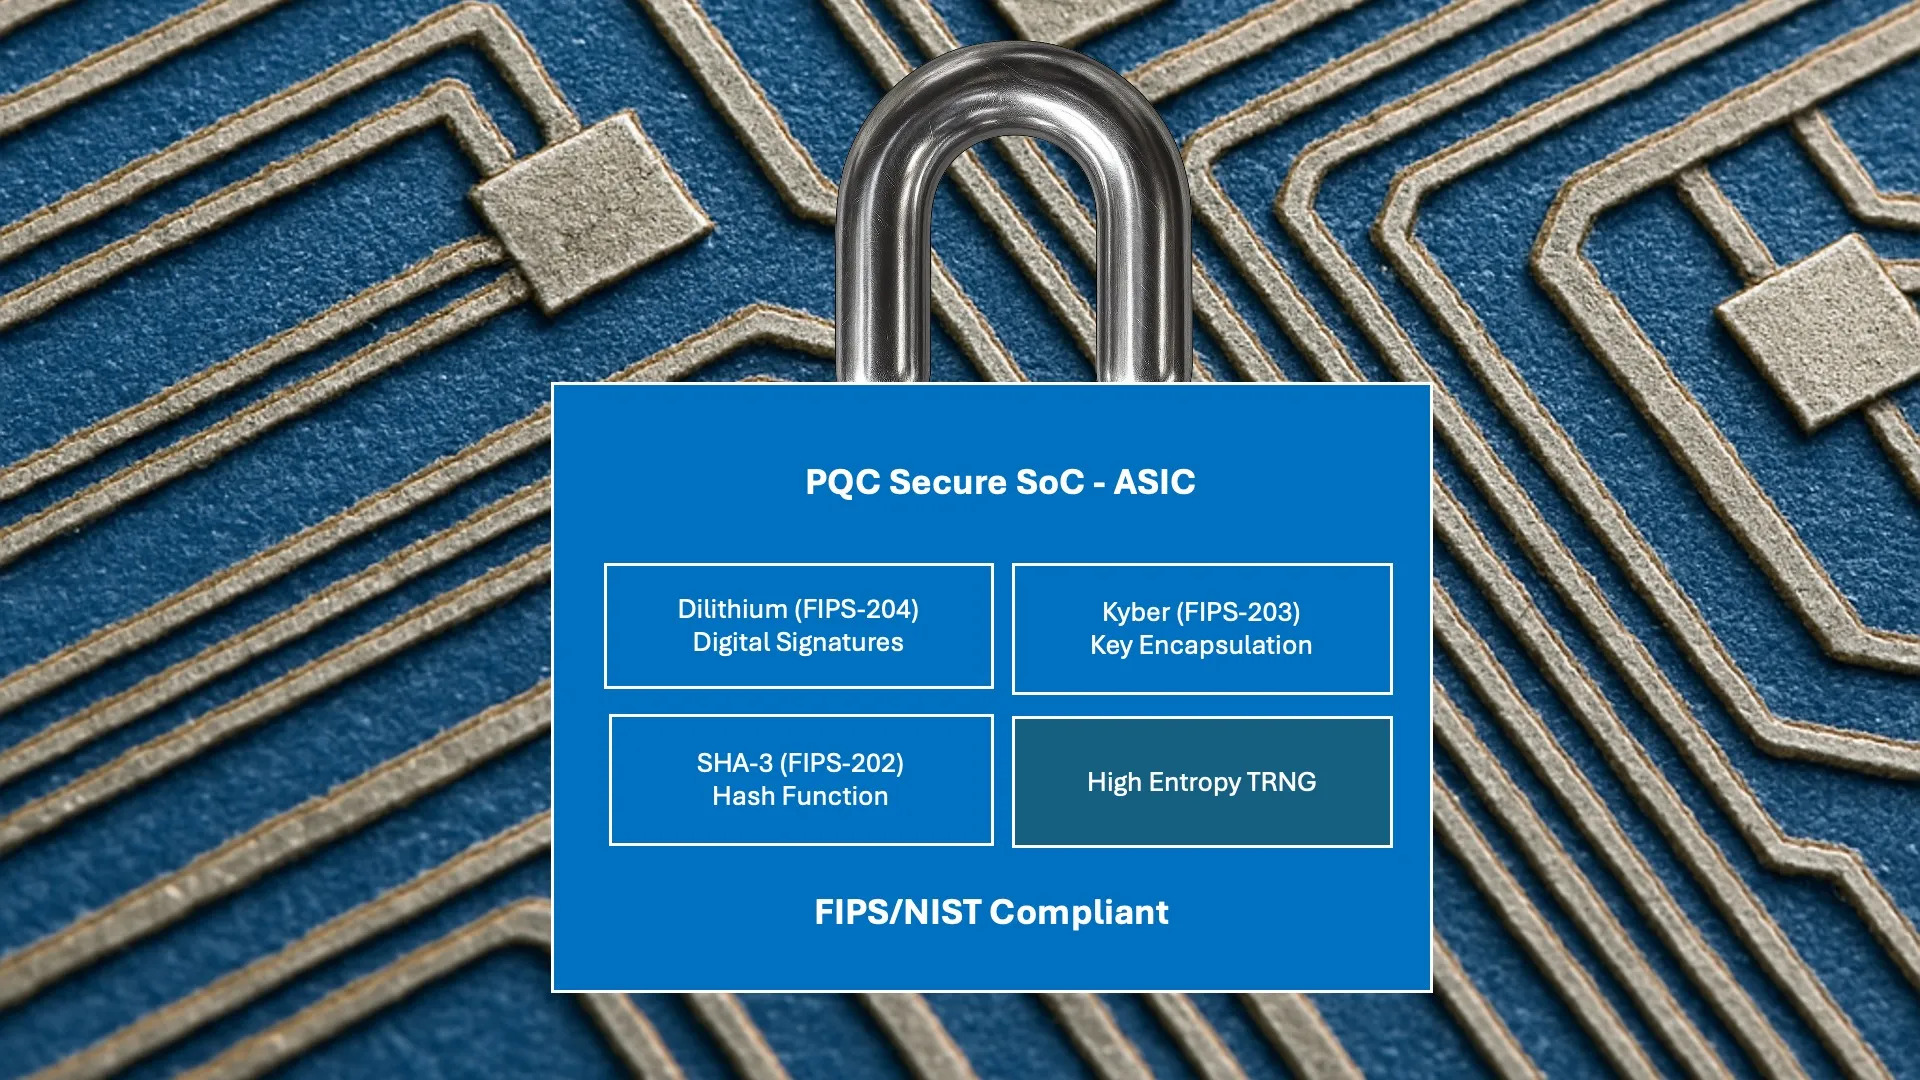 PQC Secure SoC - ASIC
Dilithium (FIPS-204)
Digital Signatures
Kyber (FIPS-203)
Key Encapsulation
SHA-3 (FIPS-202)
Hash Function
High Entropy TRNG
FIPS/NIST Compliant